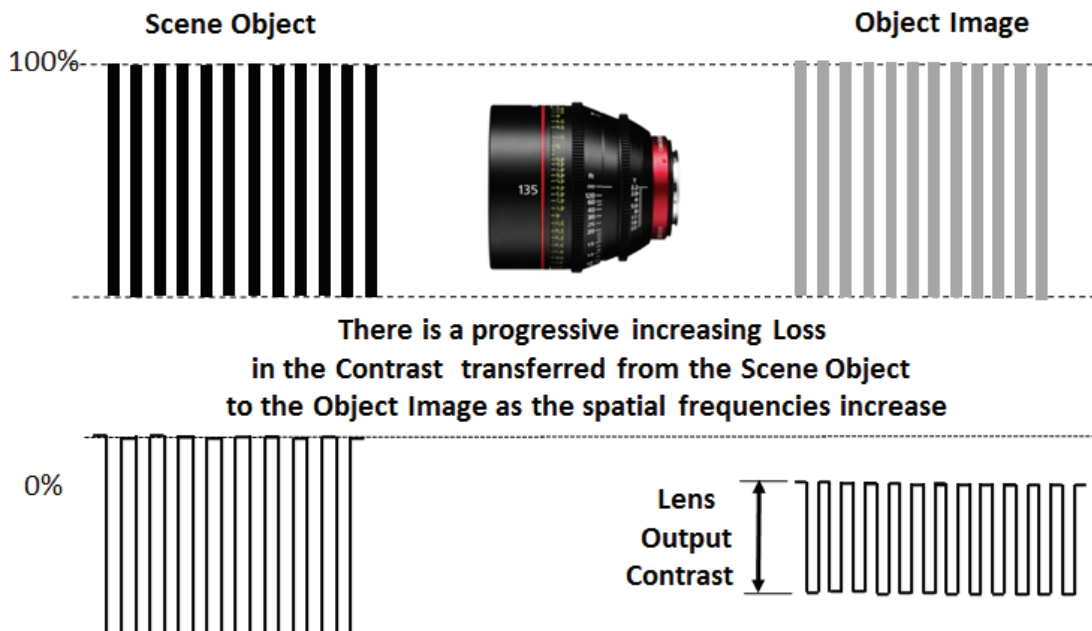 Scene Object
Object Image
100%
135
There is a progressive increasing Loss
in the Contrast transferred from the Scene Object
to the Object Image as the spatial frequencies increase
0%
Lens
Output
Contrast